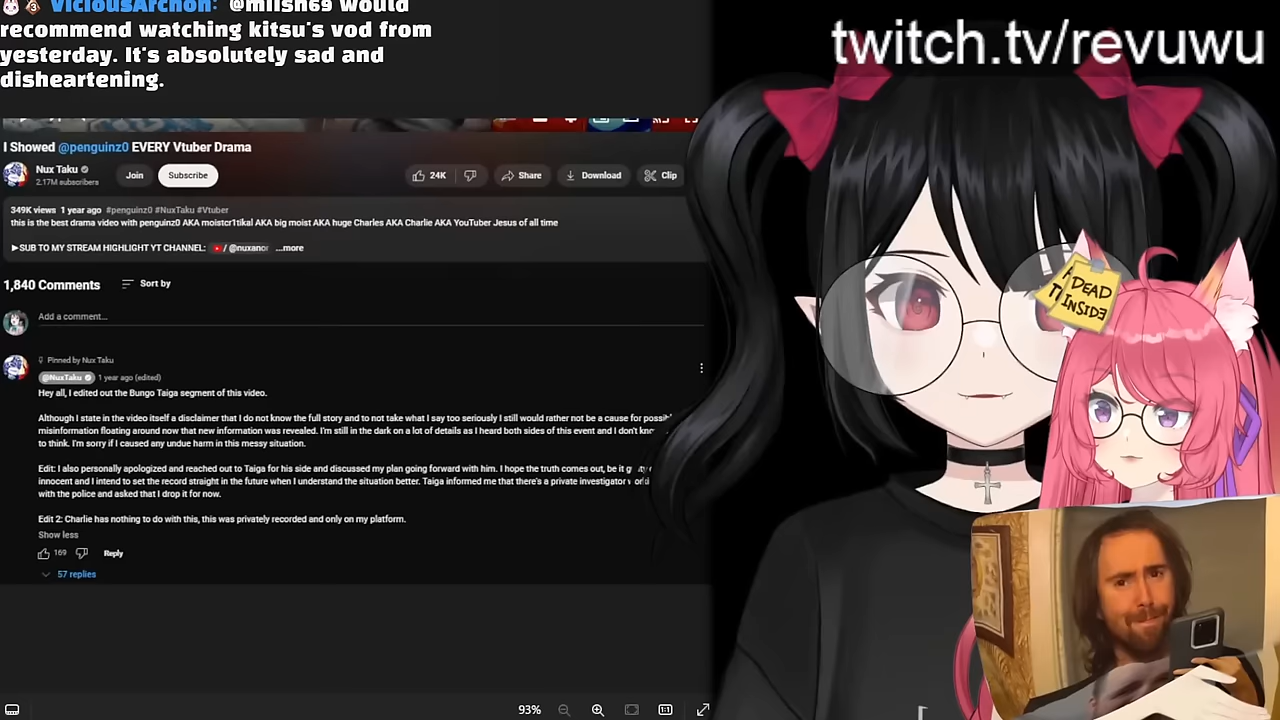 ViciousArchon: @miish69 would
recommend watching kitsu's vod from
yesterday. It's absolutely sad and
disheartening.
twitch.tv/revuwu
I Showed @penguinz0 EVERY Vtuber Drama
Nux Taku
2.17M subscribers
Join
Subscribe
24K
Share
Download
Clip
349K views 1 year ago #penguinz0 #NuxTaku #Vtuber
this is the best drama video with penguinz0 AKA moistcr1tikal AKA big moist AKA huge Charles AKA Charlie AKA YouTuber Jesus of all time
▶SUB TO MY STREAM HIGHLIGHT YT CHANNEL: / @nuxanor ...more
1,840 Comments
Sort by
Add a comment...
Pinned by Nux Taku
@NuxTaku 1 year ago (edited)
Hey all, I edited out the Bungo Taiga segment of this video.
Although I state in the video itself a disclaimer that I do not know the full story and to not take what I say too seriously I still would rather not be a cause for possib
misinformation floating around now that new information was revealed. I'm still in the dark on a lot of details as I heard both sides of this event and I don't know
to think. I'm sorry if I caused any undue harm in this messy situation.
Edit: I also personally apologized and reached out to Taiga for his side and discussed my plan going forward with him. I hope the truth comes out, be it
innocent and I intend to set the record straight in the future when I understand the situation better. Taiga informed me that there's a private investigator
with the police and asked that I drop it for now.
Edit 2: Charlie has nothing to do with this, this was privately recorded and only on my platform.
Show less
169
Reply
57 replies
DEAD
INSIDE
93%